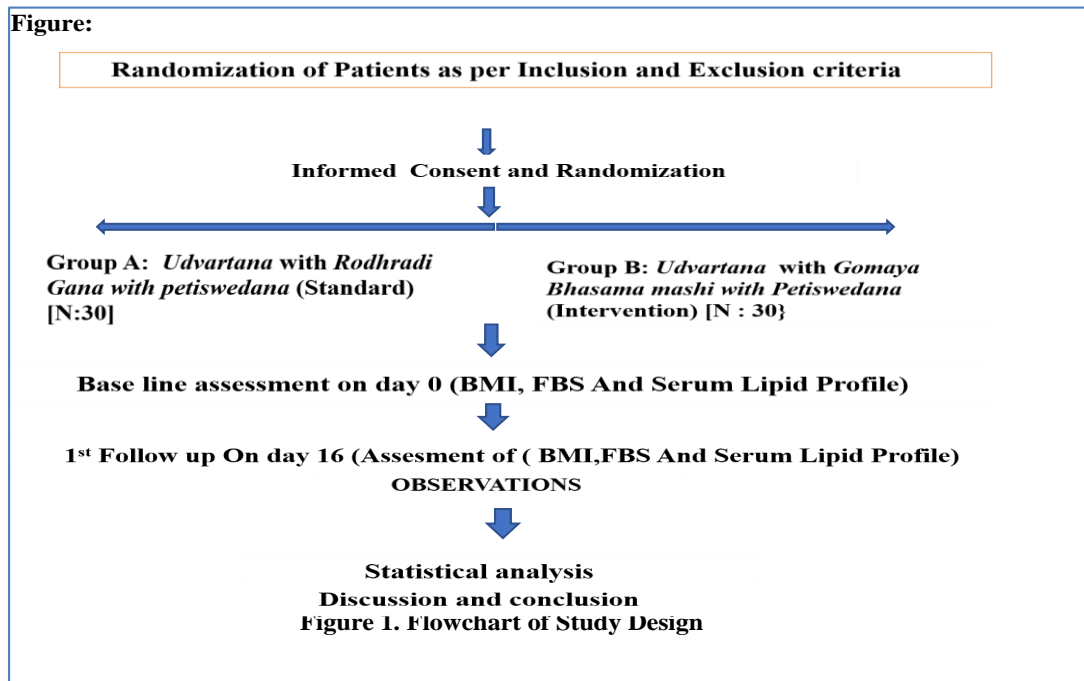 Figure:
Randomization of Patients as per Inclusion and Exclusion criteria
Informed Consent and Randomization
Group A: Udvartana with Rodhradi
Gana with petiswedana (Standard)
[N:30]
Group B: Udvartana with Gomaya
Bhasama mashi with Petiswedana
(Intervention) [N : 30}
Base line assessment on day 0 (BMI, FBS And Serum Lipid Profile)
1st Follow up On day 16 (Assesment of ( BMI,FBS And Serum Lipid Profile)
OBSERVATIONS
Statistical analysis
Discussion and conclusion
Figure 1. Flowchart of Study Design